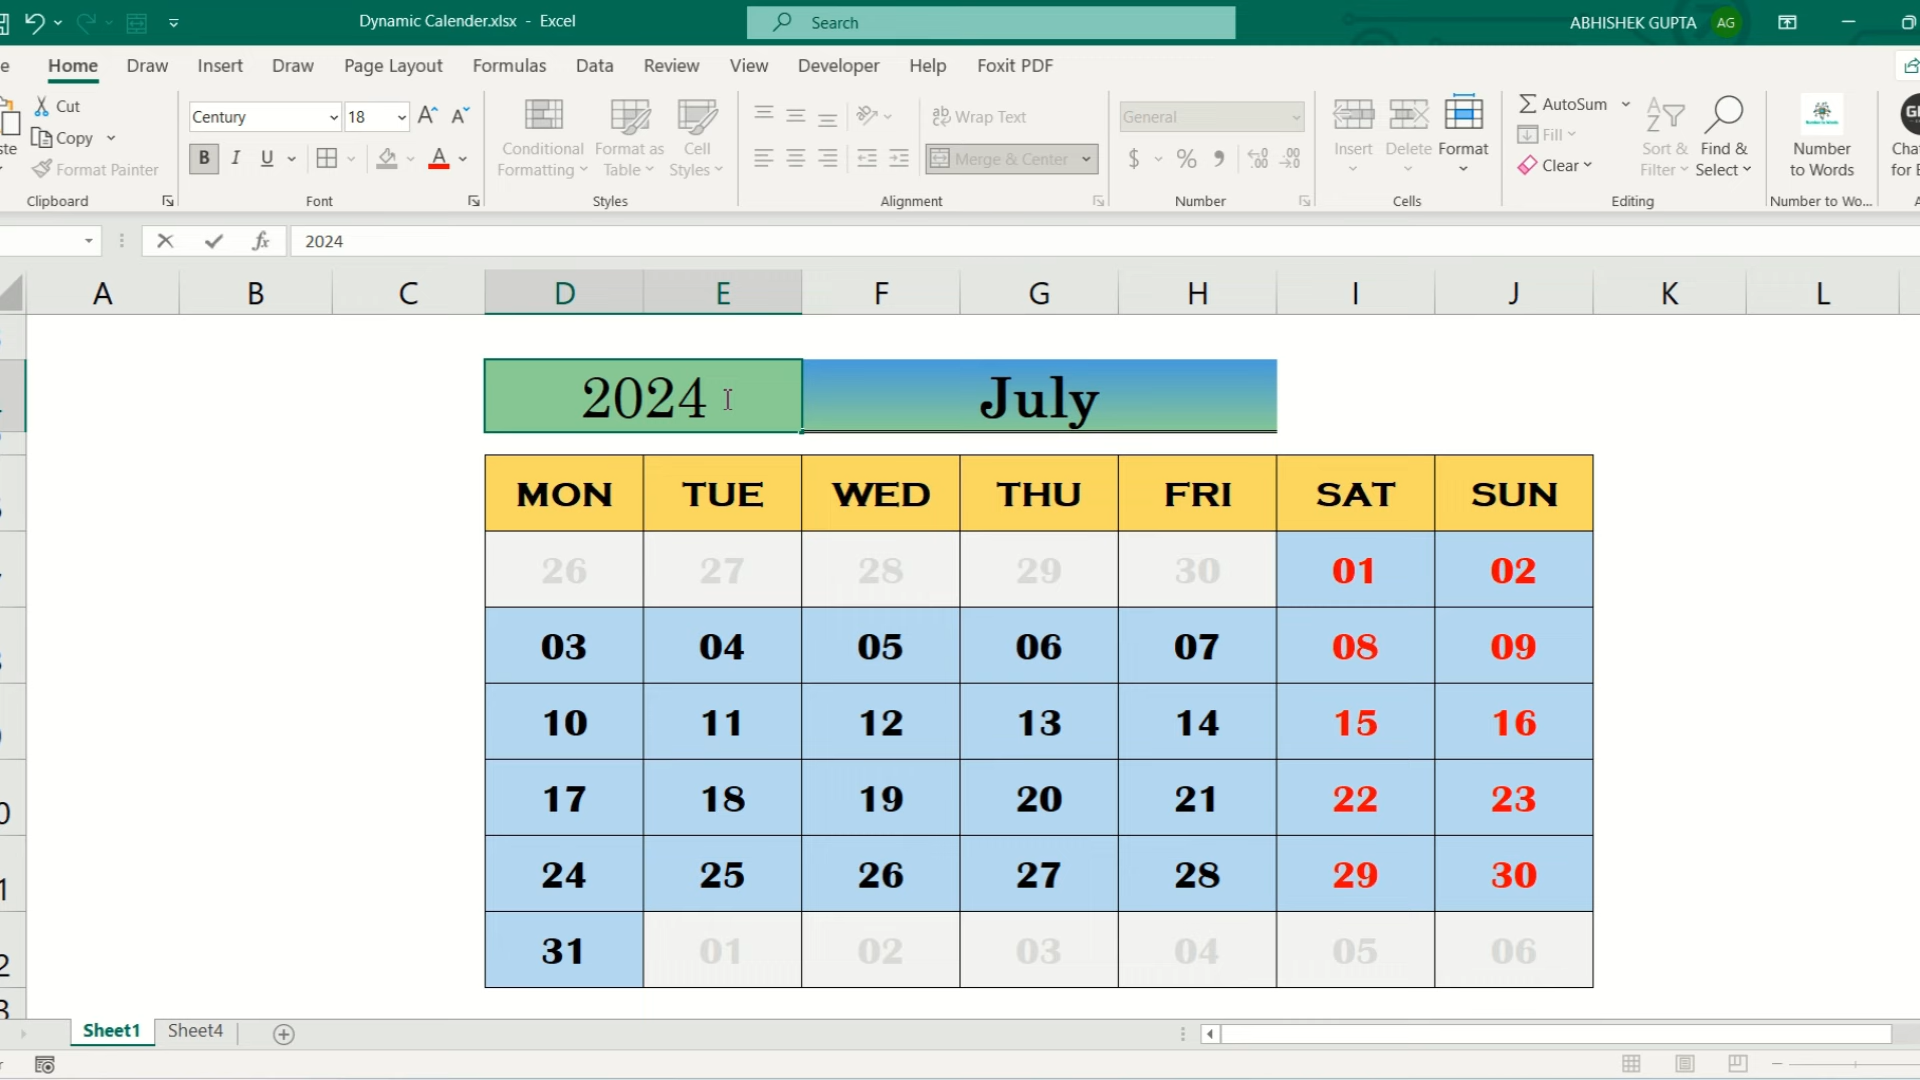 Dynamic Calender.xlsx - Excel
Search
ABHISHEK GUPTA AG
Home Draw Insert Draw Page Layout Formulas Data Review View Developer Help Foxit PDF
Cut
Copy
Format Painter
Clipboard
Century 18
B I U A
Font
Conditional Formatting
Format as Table
Cell Styles
Styles
Wrap Text
Merge & Center
Alignment
General
$ % 9
Number
Insert Delete Format
Cells
AutoSum
Fill
Clear
Sort & Filter
Find & Select
Editing
Number to Words
Number to Wo...
fx 2024
A B C D E F G H I J K L
2024 July
MON TUE WED THU FRI SAT SUN
26 27 28 29 30 01 02
03 04 05 06 07 08 09
10 11 12 13 14 15 16
17 18 19 20 21 22 23
24 25 26 27 28 29 30
31 01 02 03 04 05 06
Sheet1 Sheet4